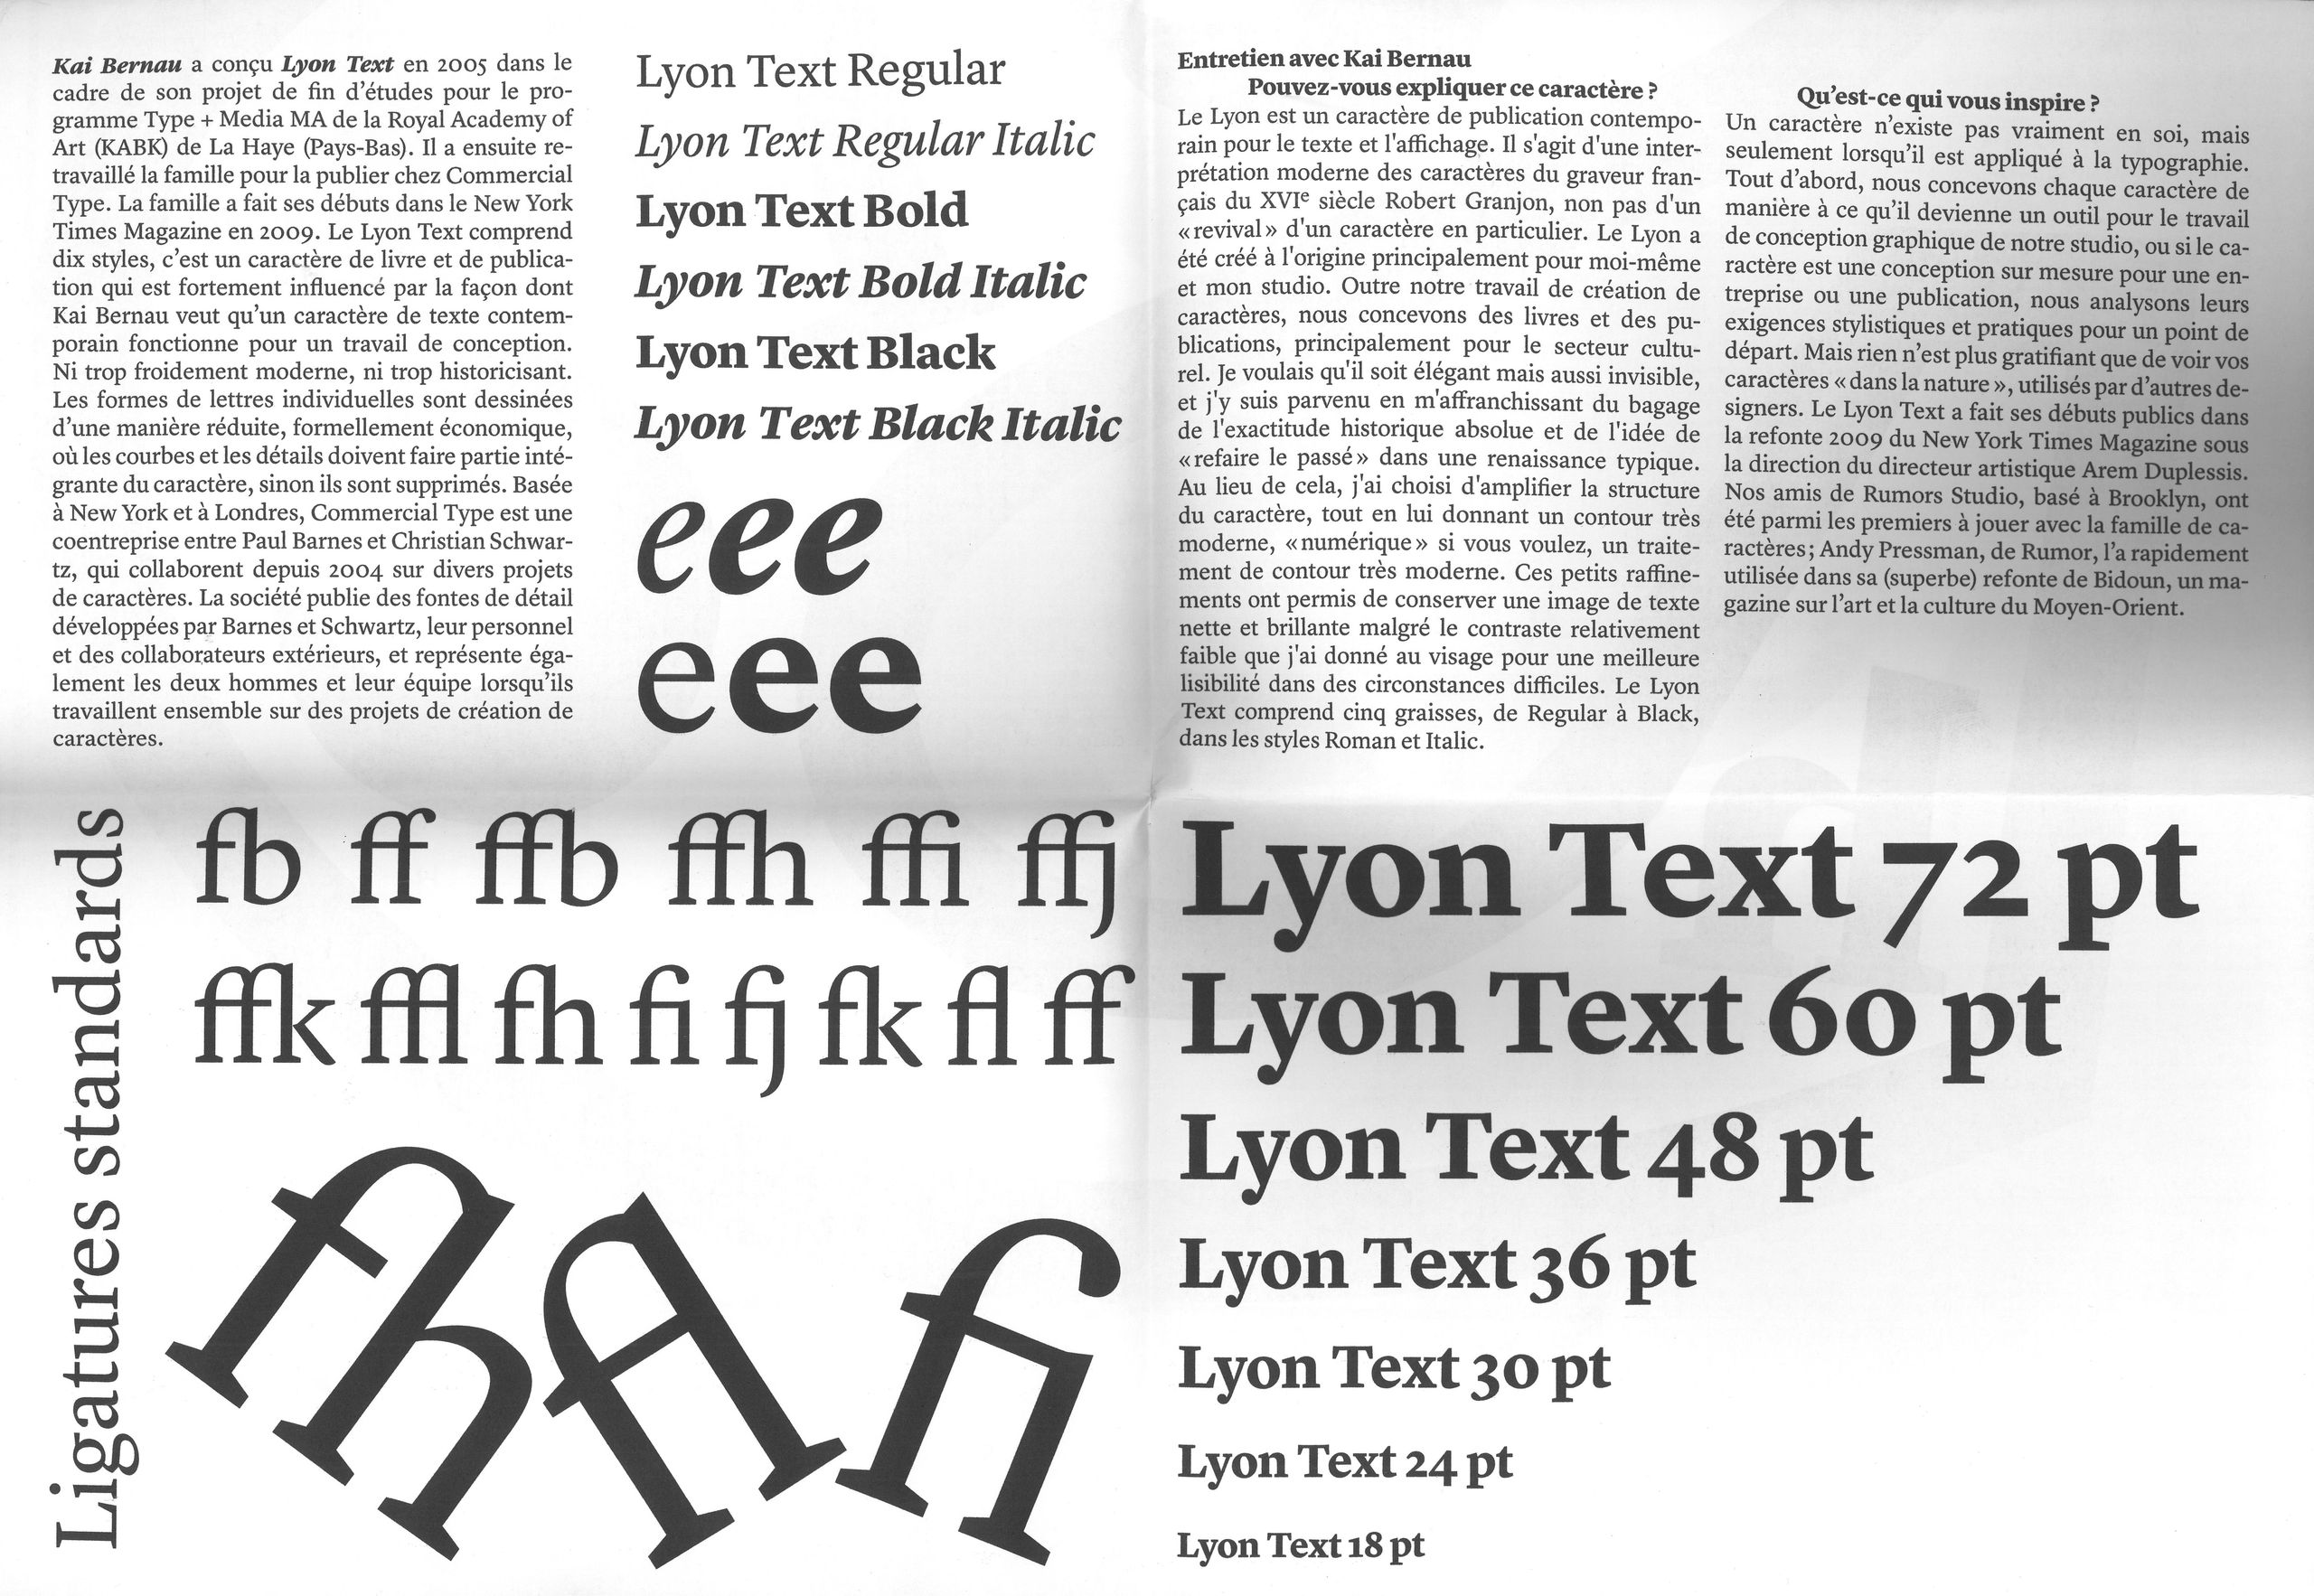 Kai Bernau a conçu Lyon Text en 2005 dans le
cadre de son projet de fin d’études pour le pro-
gramme Type + Media MA de la Royal Academy of
Art (KABK) de La Haye (Pays-Bas). Il a ensuite re-
travaillé la famille pour la publier chez Commercial
Type. La famille a fait ses débuts dans le New York
Times Magazine en 2009. Le Lyon Text comprend
dix styles, c’est un caractère de livre et de publica-
tion qui est fortement influencé par la façon dont
Kai Bernau veut qu’un caractère de texte contem-
porain fonctionne pour un travail de conception.
Ni trop froidement moderne, ni trop historicisant.
Les formes de lettres individuelles sont dessinées
d’une manière réduite, formellement économique,
où les courbes et les détails doivent faire partie inté-
grante du caractère, sinon ils sont supprimés. Basée
à New York et à Londres, Commercial Type est une
coentreprise entre Paul Barnes et Christian Schwar-
tz, qui collaborent depuis 2004 sur divers projets
de caractères. La société publie des fontes de détail
développées par Barnes et Schwartz, leur personnel
et des collaborateurs extérieurs, et représente éga-
lement les deux hommes et leur équipe lorsqu’ils
travaillent ensemble sur des projets de création de
caractères.
Lyon Text Regular
Lyon Text Regular Italic
Lyon Text Bold
Lyon Text Bold Italic
Lyon Text Black
Lyon Text Black Italic
eee
eee
Entretien avec Kai Bernau
Pouvez-vous expliquer ce caractère ?
Le Lyon est un caractère de publication contempo-
rain pour le texte et l'affichage. Il s'agit d'une inter-
prétation moderne des caractères du graveur fran-
çais du XVIe siècle Robert Granjon, non pas d'un
« revival » d'un caractère en particulier. Le Lyon a
été créé à l'origine principalement pour moi-même
et mon studio. Outre notre travail de création de
caractères, nous concevons des livres et des pu-
blications, principalement pour le secteur cultu-
rel. Je voulais qu'il soit élégant mais aussi invisible,
et j'y suis parvenu en m'affranchissant du bagage
de l'exactitude historique absolue et de l'idée de
« refaire le passé » dans une renaissance typique.
Au lieu de cela, j'ai choisi d'amplifier la structure
du caractère, tout en lui donnant un contour très
moderne, « numérique » si vous voulez, un traite-
ment de contour très moderne. Ces petits raffine-
ments ont permis de conserver une image de texte
nette et brillante malgré le contraste relativement
faible que j'ai donné au visage pour une meilleure
lisibilité dans des circonstances difficiles. Le Lyon
Text comprend cinq graisses, de Regular à Black,
dans les styles Roman et Italic.
Qu’est-ce qui vous inspire ?
Un caractère n’existe pas vraiment en soi, mais
seulement lorsqu’il est appliqué à la typographie.
Tout d’abord, nous concevons chaque caractère de
manière à ce qu’il devienne un outil pour le travail
de conception graphique de notre studio, ou si le ca-
ractère est une conception sur mesure pour une en-
treprise ou une publication, nous analysons leurs
exigences stylistiques et pratiques pour un point de
départ. Mais rien n’est plus gratifiant que de voir vos
caractères « dans la nature », utilisés par d’autres de-
signers. Le Lyon Text a fait ses débuts publics dans
la refonte 2009 du New York Times Magazine sous
la direction du directeur artistique Arem Duplessis.
Nos amis de Rumors Studio, basé à Brooklyn, ont
été parmi les premiers à jouer avec la famille de ca-
ractères ; Andy Pressman, de Rumor, l’a rapidement
utilisée dans sa (superbe) refonte de Bidoun, un ma-
gazine sur l’art et la culture du Moyen-Orient.
Ligatures standards
fb ff ffb ffh ffi ffj
ffk ffl fh fi fj fk fl ff
fh fl fi
Lyon Text 72 pt
Lyon Text 60 pt
Lyon Text 48 pt
Lyon Text 36 pt
Lyon Text 30 pt
Lyon Text 24 pt
Lyon Text 18 pt